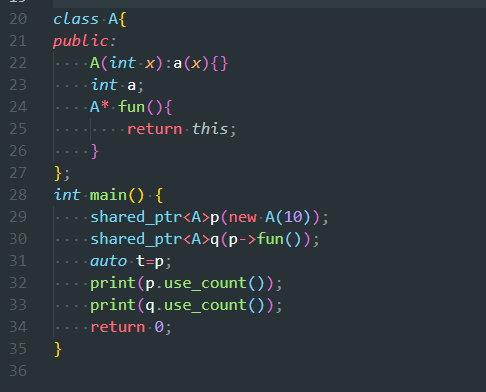 20 class A{
21 public:
22     A(int x):a(x){}
23     int a;
24     A* fun(){
25         return this;
26     }
27 };
28 int main() {
29     shared_ptr<A>p(new A(10));
30     shared_ptr<A>q(p->fun());
31     auto t=p;
32     print(p.use_count());
33     print(q.use_count());
34     return 0;
35 }
36